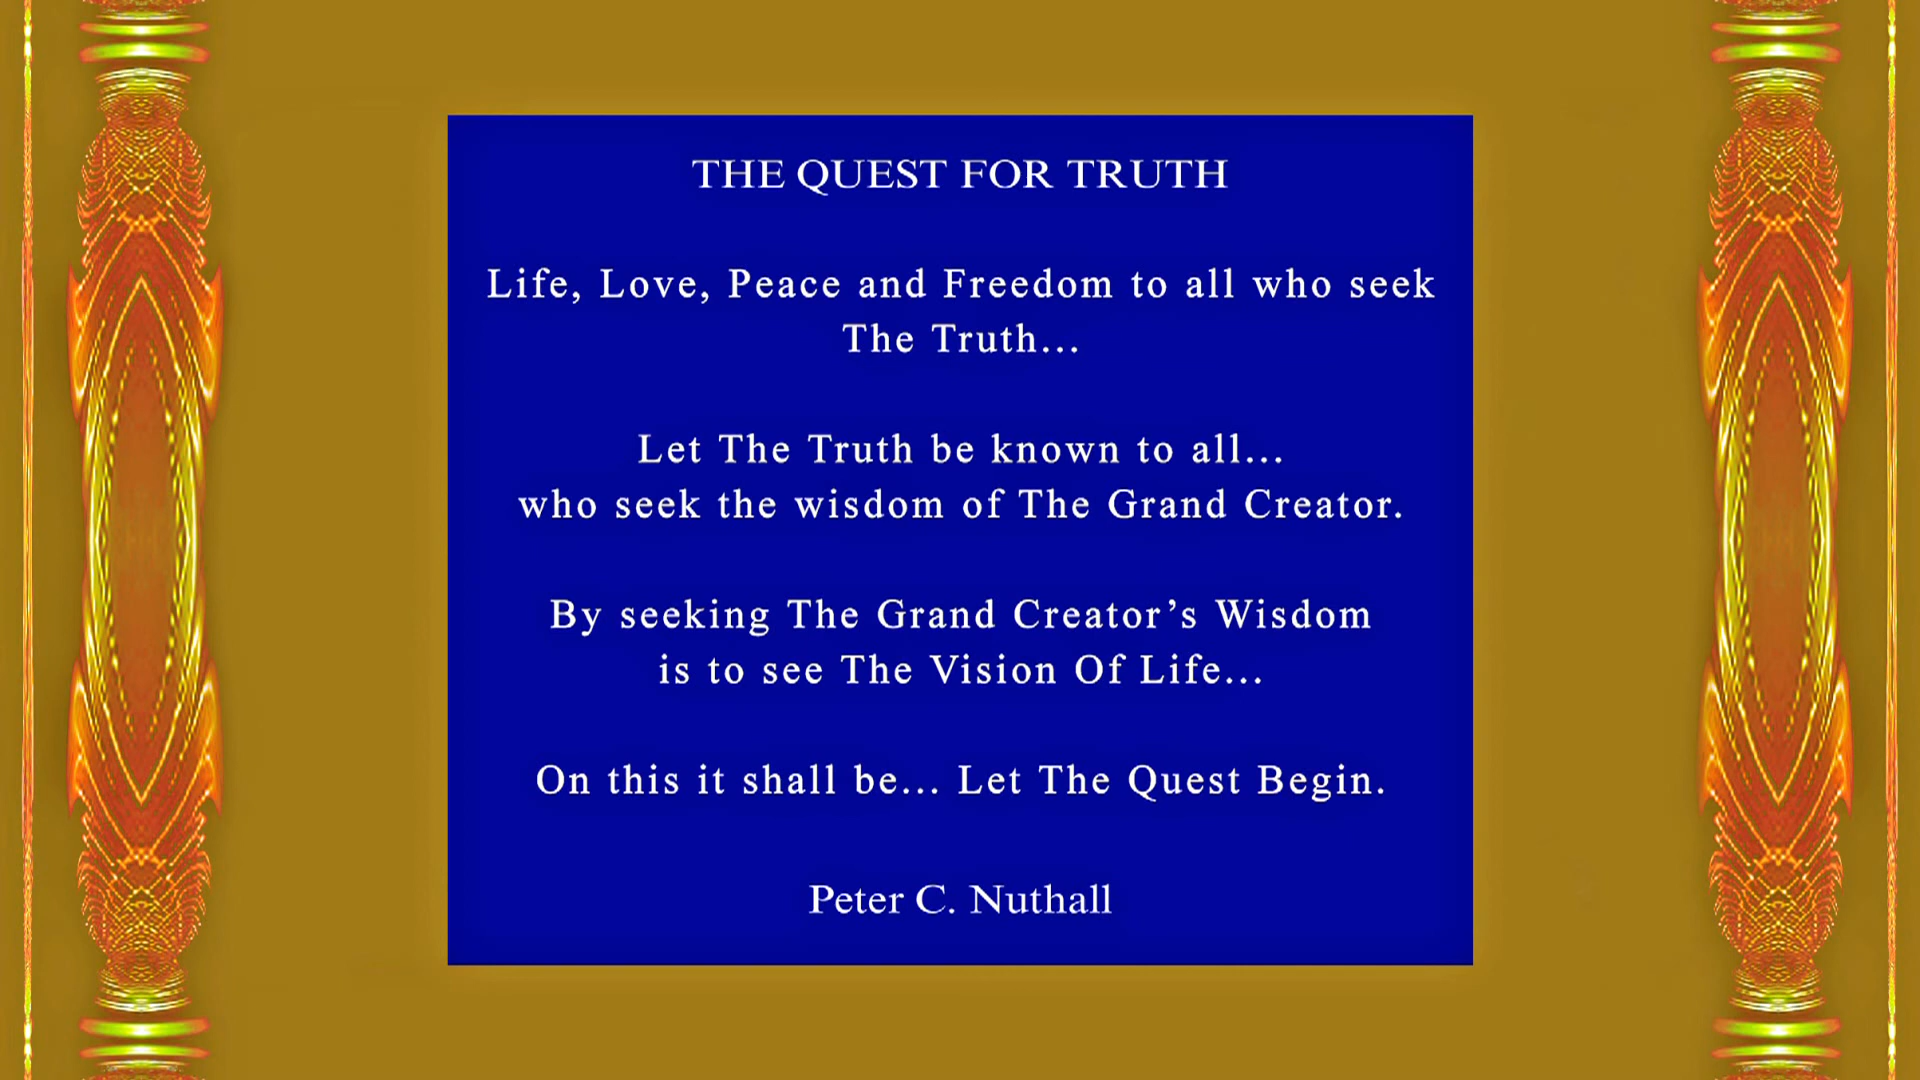 THE QUEST FOR TRUTH
Life, Love, Peace and Freedom to all who seek
The Truth...
Let The Truth be known to all...
who seek the wisdom of The Grand Creator.
By seeking The Grand Creator’s Wisdom
is to see The Vision Of Life...
On this it shall be... Let The Quest Begin.
Peter C. Nuthall